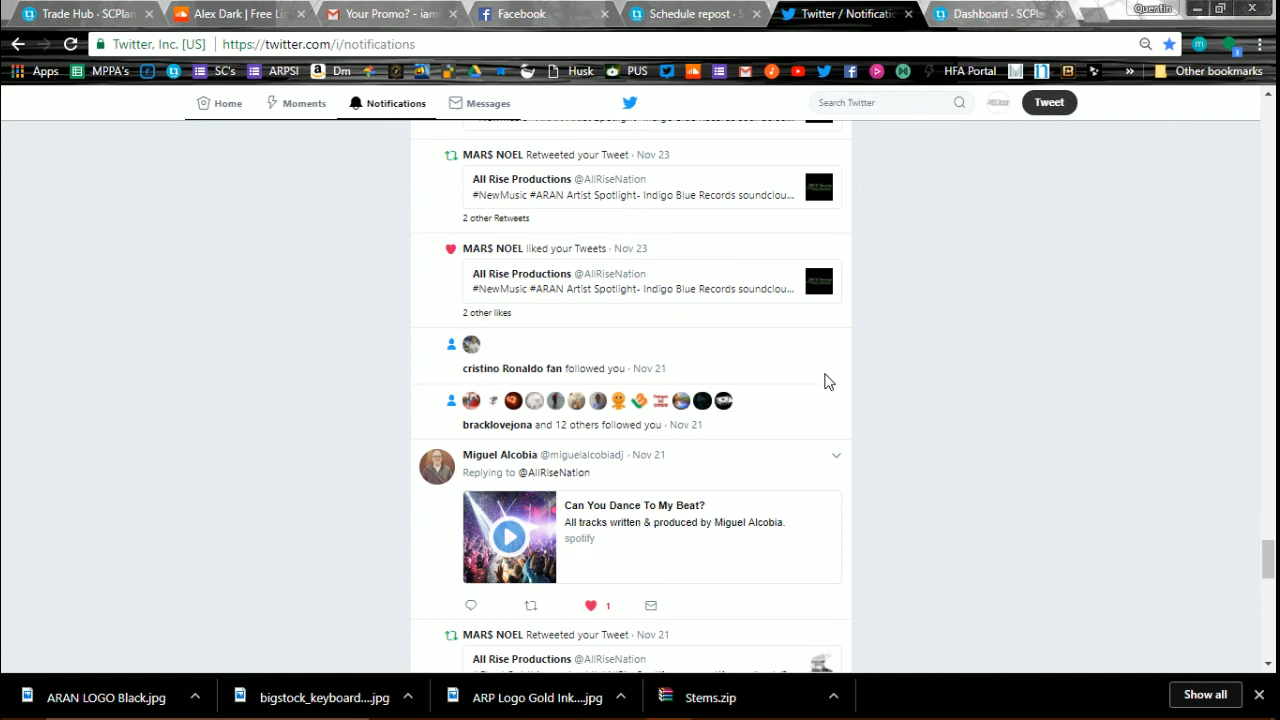 Quentin
Trade Hub - SCPlan
Alex Dark | Free Lis
Your Promo? - iam
Facebook
Schedule repost - S
Twitter / Notificatio
Dashboard - SCPla
Twitter, Inc. [US] https://twitter.com/i/notifications
Apps MPPA's SC's ARPSI Dm Husk PUS HFA Portal » Other bookmarks
Home Moments Notifications Messages Search Twitter Tweet
MAR$ NOEL Retweeted your Tweet · Nov 23
All Rise Productions @AllRiseNation
#NewMusic #ARAN Artist Spotlight- Indigo Blue Records soundclou...
2 other Retweets
MAR$ NOEL liked your Tweets · Nov 23
All Rise Productions @AllRiseNation
#NewMusic #ARAN Artist Spotlight- Indigo Blue Records soundclou...
2 other likes
cristino Ronaldo fan followed you · Nov 21
bracklovejona and 12 others followed you · Nov 21
Miguel Alcobia @miguelalcobiadj · Nov 21
Replying to @AllRiseNation
Can You Dance To My Beat?
All tracks written & produced by Miguel Alcobia.
spotify
1
MAR$ NOEL Retweeted your Tweet · Nov 21
All Rise Productions @AllRiseNation
ARAN LOGO Black.jpg
bigstock_keyboard....jpg
ARP Logo Gold Ink....jpg
Stems.zip
Show all